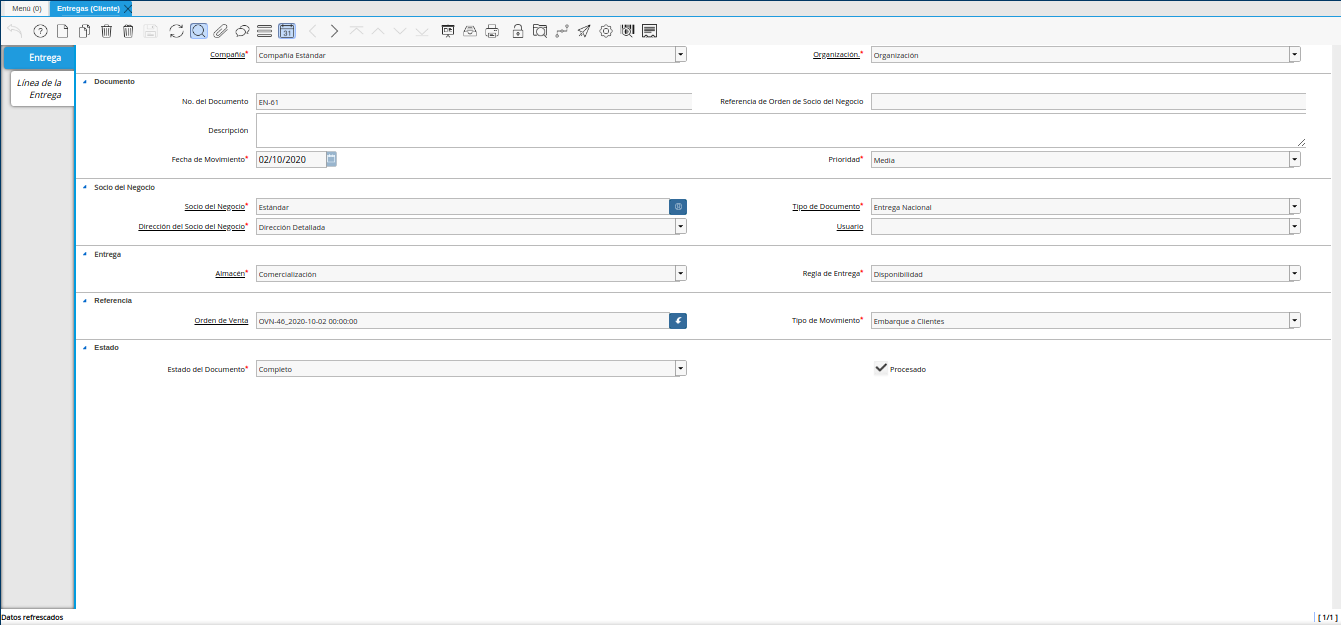 Menú (0) Entregas (Cliente)
31
Entrega
Línea de la
Entrega
Compañía* Compañía Estándar Organización.* Organización
Documento
No. del Documento EN-61 Referencia de Orden de Socio del Negocio
Descripción
Fecha de Movimiento* 02/10/2020 Prioridad* Media
Socio del Negocio
Socio del Negocio* Estándar Tipo de Documento* Entrega Nacional
Dirección del Socio del Negocio* Dirección Detallada Usuario
Entrega
Almacén* Comercialización Regla de Entrega* Disponibilidad
Referencia
Orden de Venta OVN-46_2020-10-02 00:00:00 Tipo de Movimiento* Embarque a Clientes
Estado
Estado del Documento* Completo Procesado
Datos refrescados [ 1/1 ]